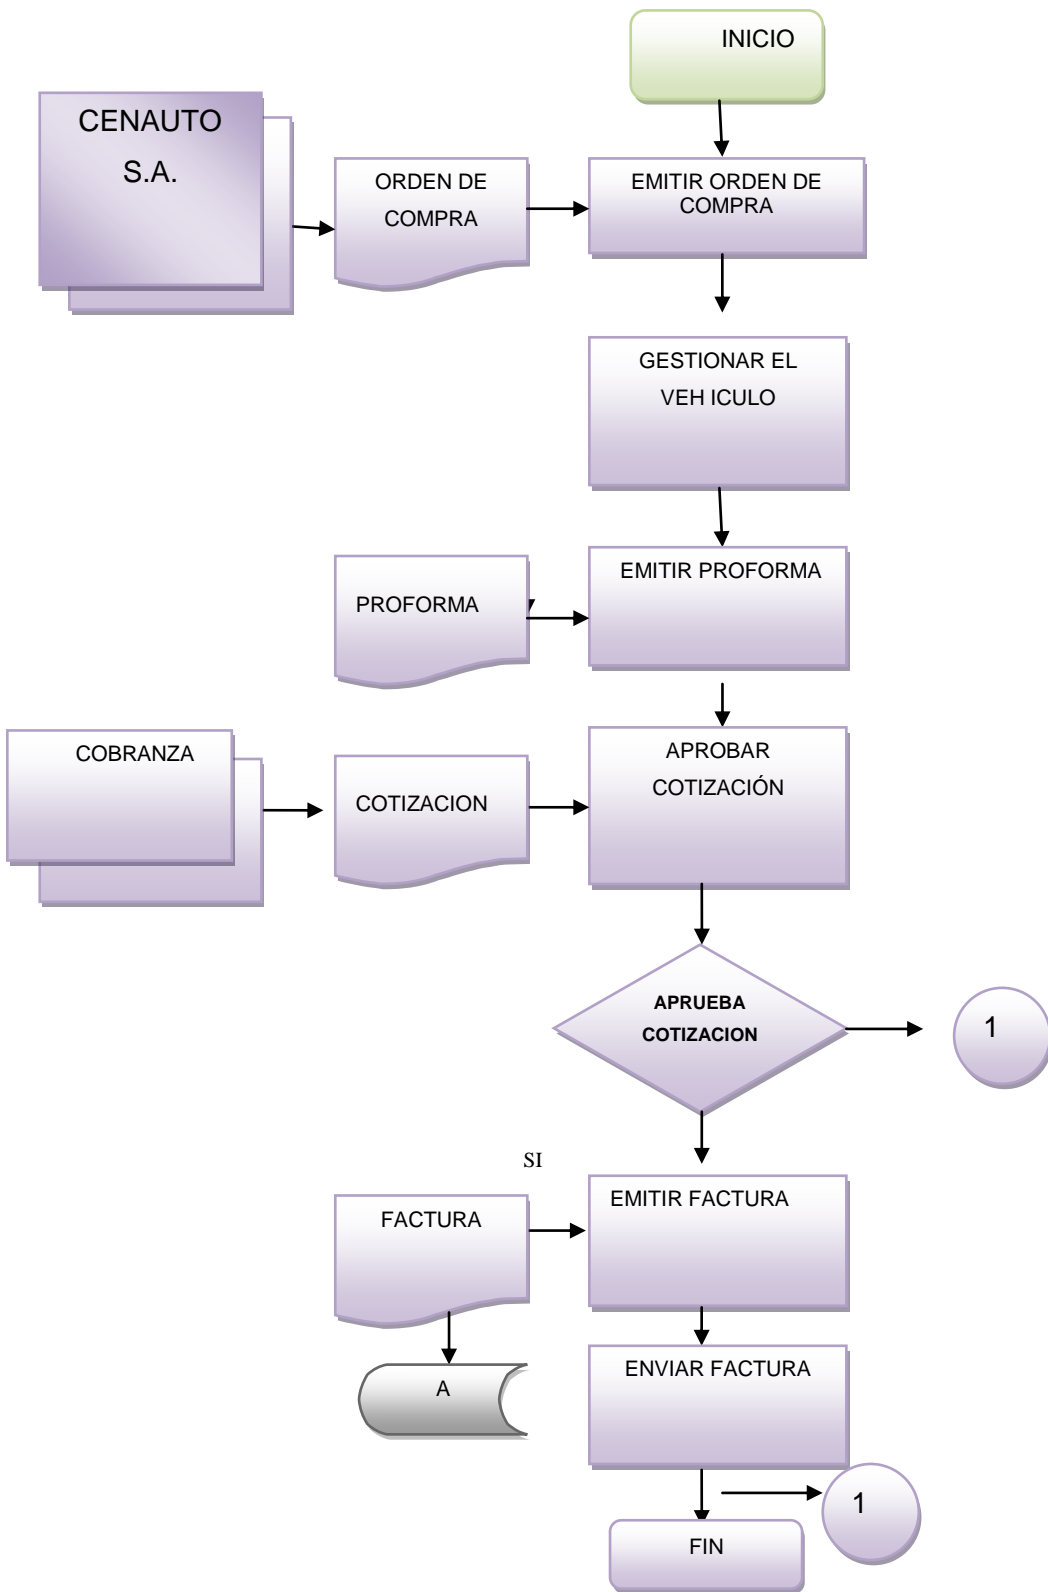 INICIO
CENAUTO
S.A.
ORDEN DE
COMPRA
EMITIR ORDEN DE
COMPRA
GESTIONAR EL
VEH ICULO
PROFORMA
EMITIR PROFORMA
COBRANZA
COTIZACION
APROBAR
COTIZACIÓN
APRUEBA
COTIZACION
1
SI
FACTURA
EMITIR FACTURA
A
ENVIAR FACTURA
1
FIN